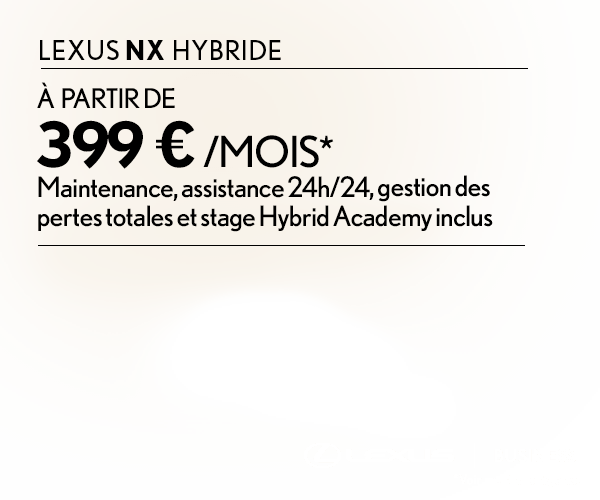 LEXUS NX HYBRIDE
À PARTIR DE
399 € /MOIS*
Maintenance, assistance 24h/24, gestion des
pertes totales et stage Hybrid Academy inclus